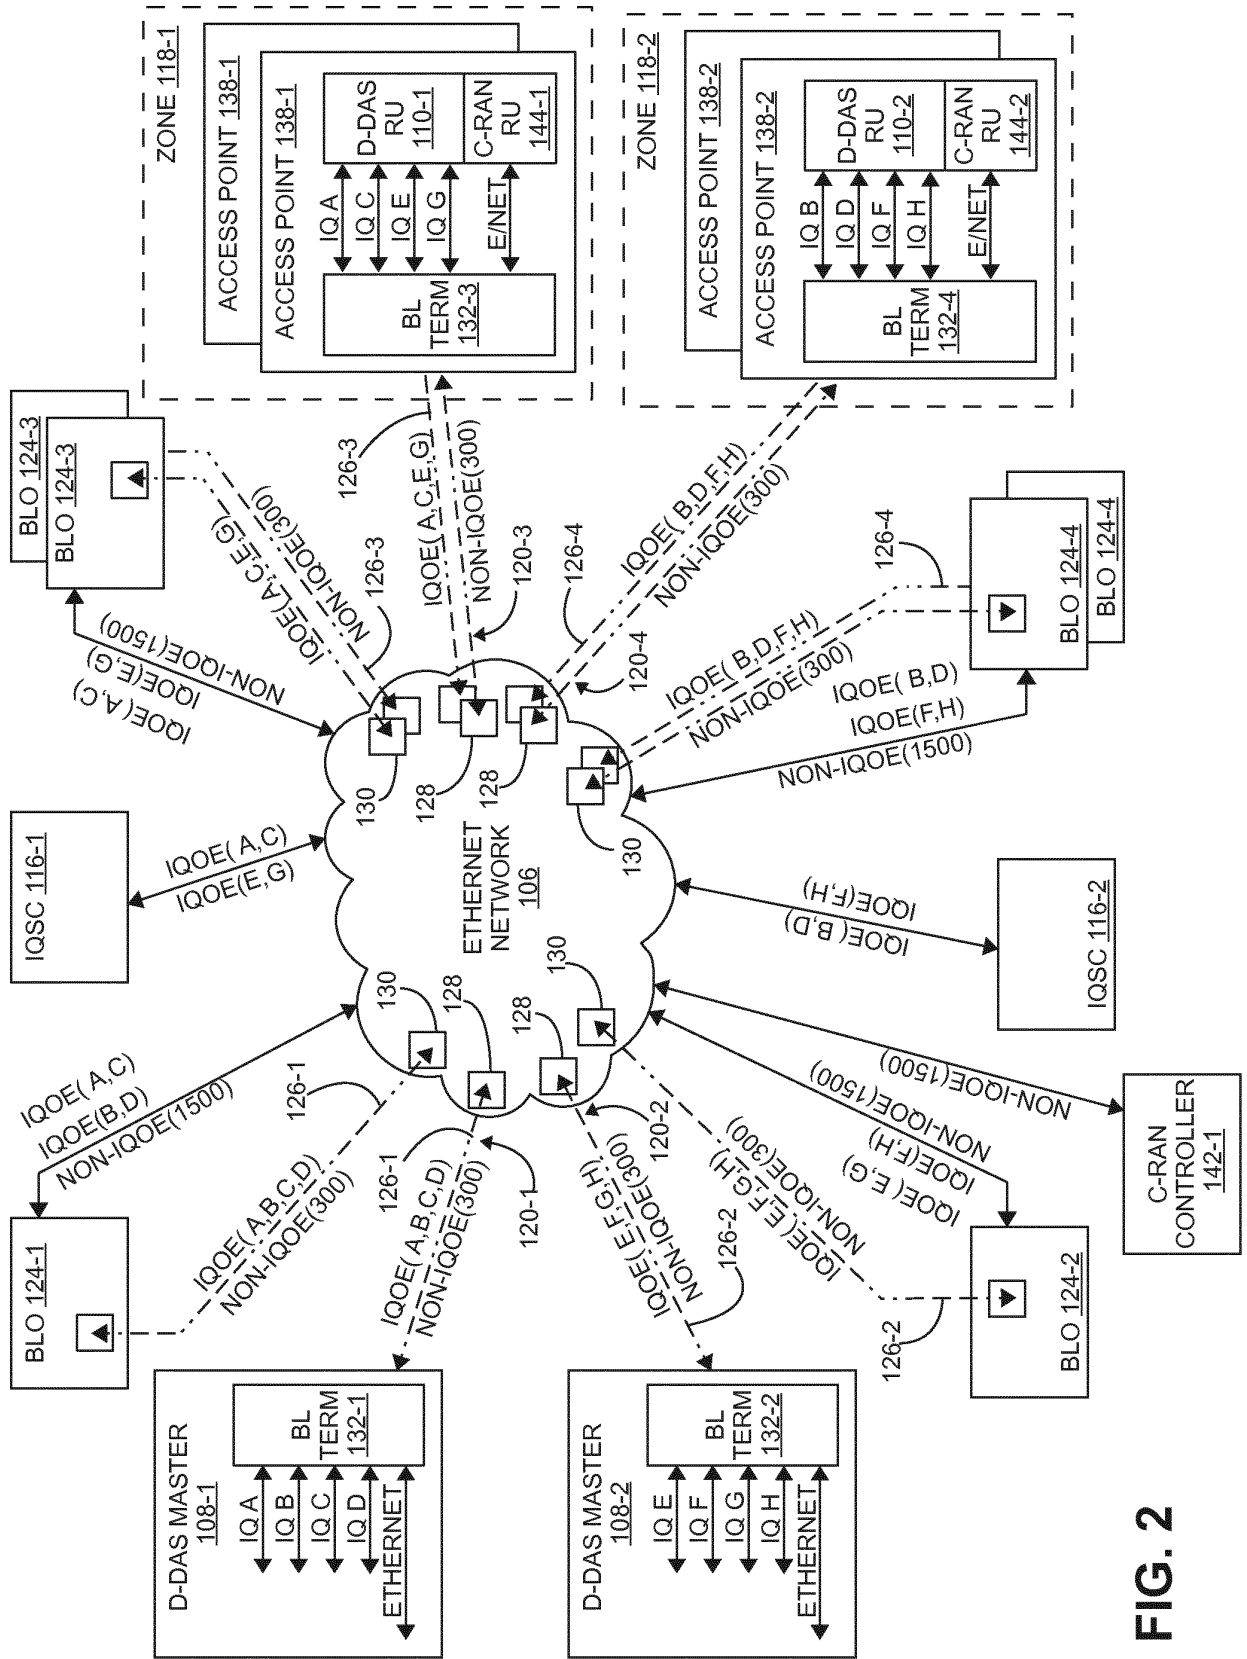 ZONE 118-1
ACCESS POINT 138-1
ACCESS POINT 138-1
D-DAS
RU
110-1
C-RAN
RU
144-1
IQ A
IQ C
IQ E
IQ G
E/NET
BL
TERM
132-3
ZONE 118-2
ACCESS POINT 138-2
ACCESS POINT 138-2
D-DAS
RU
110-2
C-RAN
RU
144-2
IQ B
IQ D
IQ F
IQ H
E/NET
BL
TERM
132-4
BLO 124-3
BLO 124-3
NON-IQOE(300)
IQOE( A,C,E,G)
126-3
NON-IQOE(1500)
IQOE(E,G)
IQOE( A,C)
126-3
IQOE( A,C,E,G)
NON-IQOE(300)
120-3
126-4
IQOE( B,D,F,H)
NON-IQOE(300)
120-4
126-4
IQOE( B,D,F,H)
NON-IQOE(300)
IQOE( B,D)
IQOE(F,H)
NON-IQOE(1500)
BLO 124-4
BLO 124-4
130
128
128
130
ETHERNET
NETWORK
106
130
128
128
130
IQSC 116-1
IQOE( A,C)
IQOE(E,G)
IQSC 116-2
IQOE(F,H)
IQOE( B,D)
IQOE( A,C)
IQOE(B,D)
NON-IQOE(1500)
126-1
BLO 124-1
IQOE( A,B,C,D)
NON-IQOE(300)
126-1
IQOE( A,B,C,D)
NON-IQOE(300)
120-1
120-2
IQOE( E,F,G,H)
NON-IQOE(300)
126-2
NON-IQOE(300)
IQOE( E,F,G,H)
126-2
NON-IQOE(1500)
NON-IQOE(1500)
IQOE(F,H)
IQOE( E,G)
BLO 124-2
C-RAN
CONTROLLER
142-1
D-DAS MASTER
108-1
BL
TERM
132-1
IQ A
IQ B
IQ C
IQ D
ETHERNET
D-DAS MASTER
108-2
BL
TERM
132-2
IQ E
IQ F
IQ G
IQ H
ETHERNET
FIG. 2